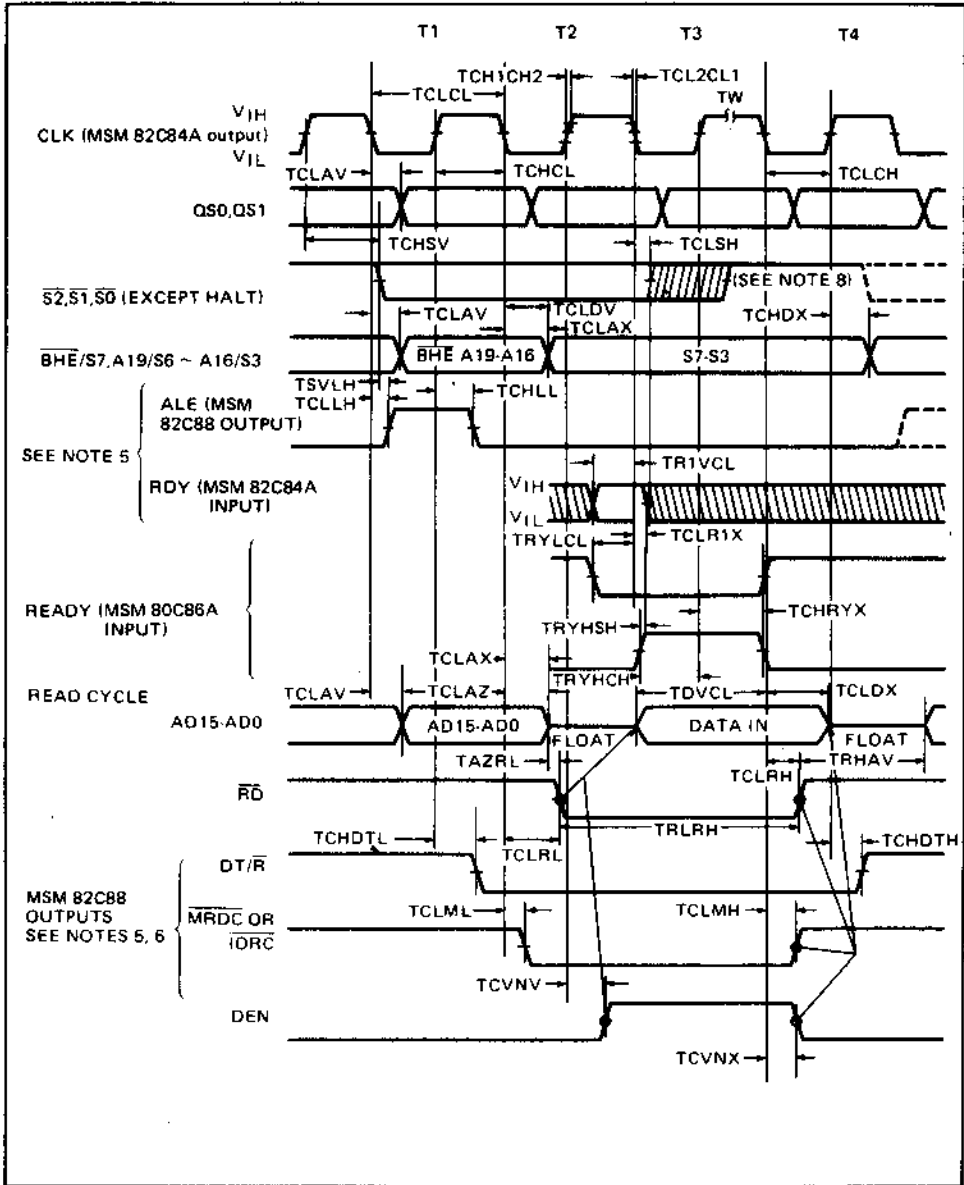 T1 T2 T3 T4
TCH1CH2 TCL2CL1
TCLCL TW
VIH
CLK (MSM 82C84A output)
VIL
TCLAV TCHCL TCLCH
QS0,QS1
TCHSV TCLSH
(SEE NOTE 8)
S2,S1,S0 (EXCEPT HALT)
TCLDV
TCLAV TCLAX TCHDX
BHE/S7,A19/S6 ~ A16/S3 BHE A19-A16 S7-S3
TSVLH TCHLL
TCLLH
ALE (MSM
82C88 OUTPUT)
SEE NOTE 5
TR1VCL
RDY (MSM 82C84A
INPUT)
VIH
VIL
TRYLCL TCLR1X
READY (MSM 80C86A
INPUT)
TCHRYX
TRYHSH
TCLAX
TRYHCH
READ CYCLE
TCLAV TCLAZ TDVCL TCLDX
AD15-AD0 AD15-AD0 FLOAT DATA IN FLOAT
TAZRL TCLRH TRHAV
RD
TRLRH
TCHDTL TCLRL TCHDTH
DT/R
MSM 82C88
OUTPUTS
SEE NOTES 5, 6
TCLML TCLMH
MRDC OR
IORC
TCVNV
DEN
TCVNX